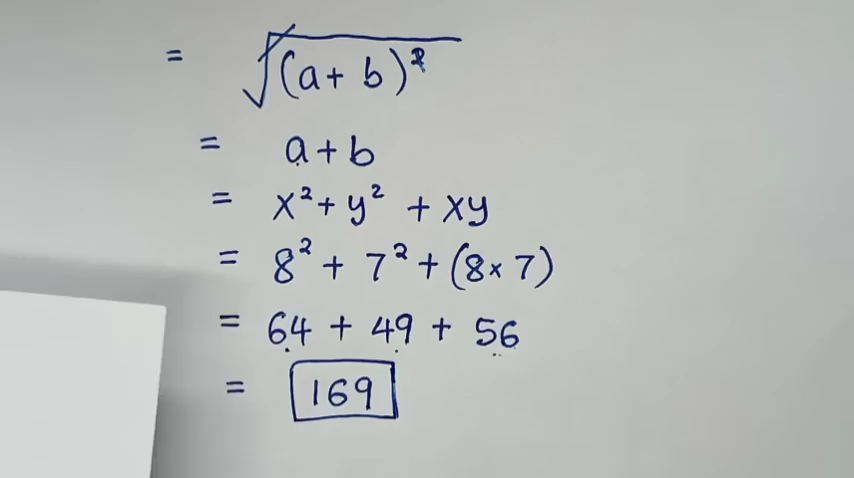 = √(a + b)²
= a + b
= x² + y² + xy
= 8² + 7² + (8 × 7)
= 64 + 49 + 56
= 169